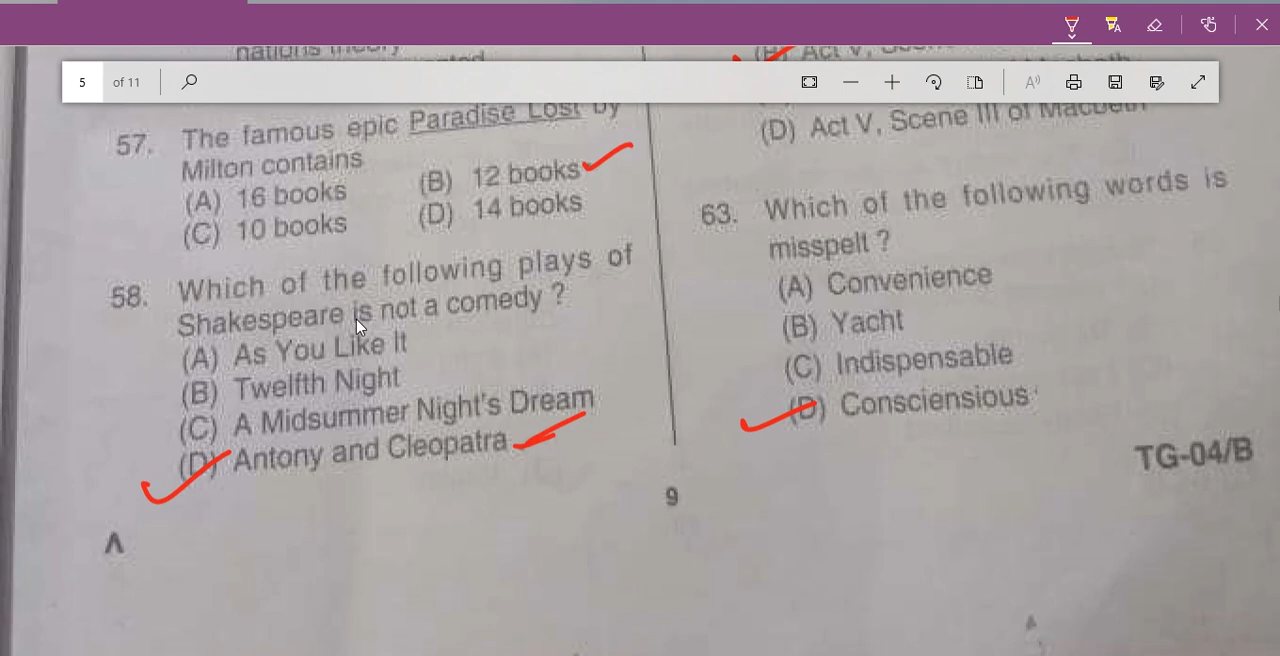 5 of 11
nations theory
57. The famous epic Paradise Lost by
Milton contains
(A) 16 books (B) 12 books
(C) 10 books (D) 14 books
58. Which of the following plays of
Shakespeare is not a comedy ?
(A) As You Like It
(B) Twelfth Night
(C) A Midsummer Night's Dream
(D) Antony and Cleopatra
Λ
9
(B) Act V,
(D) Act V, Scene III of Macbeth
63. Which of the following words is
misspelt ?
(A) Convenience
(B) Yacht
(C) Indispensable
(D) Consciensious
TG-04/B